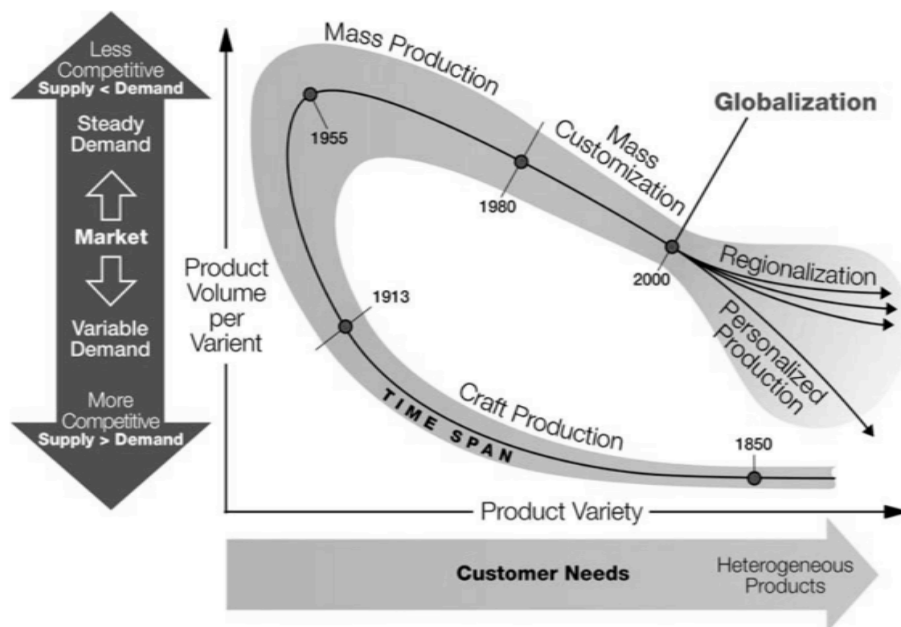 Less
Competitive
Supply < Demand
Steady
Demand
Market
Variable
Demand
More
Competitive
Supply > Demand
Mass Production
1955
Mass
Customization
1980
Globalization
2000
Regionalization
Personalized
Production
Product
Volume
per
Varient
1913
Craft Production
TIME SPAN
1850
Product Variety
Customer Needs
Heterogeneous
Products